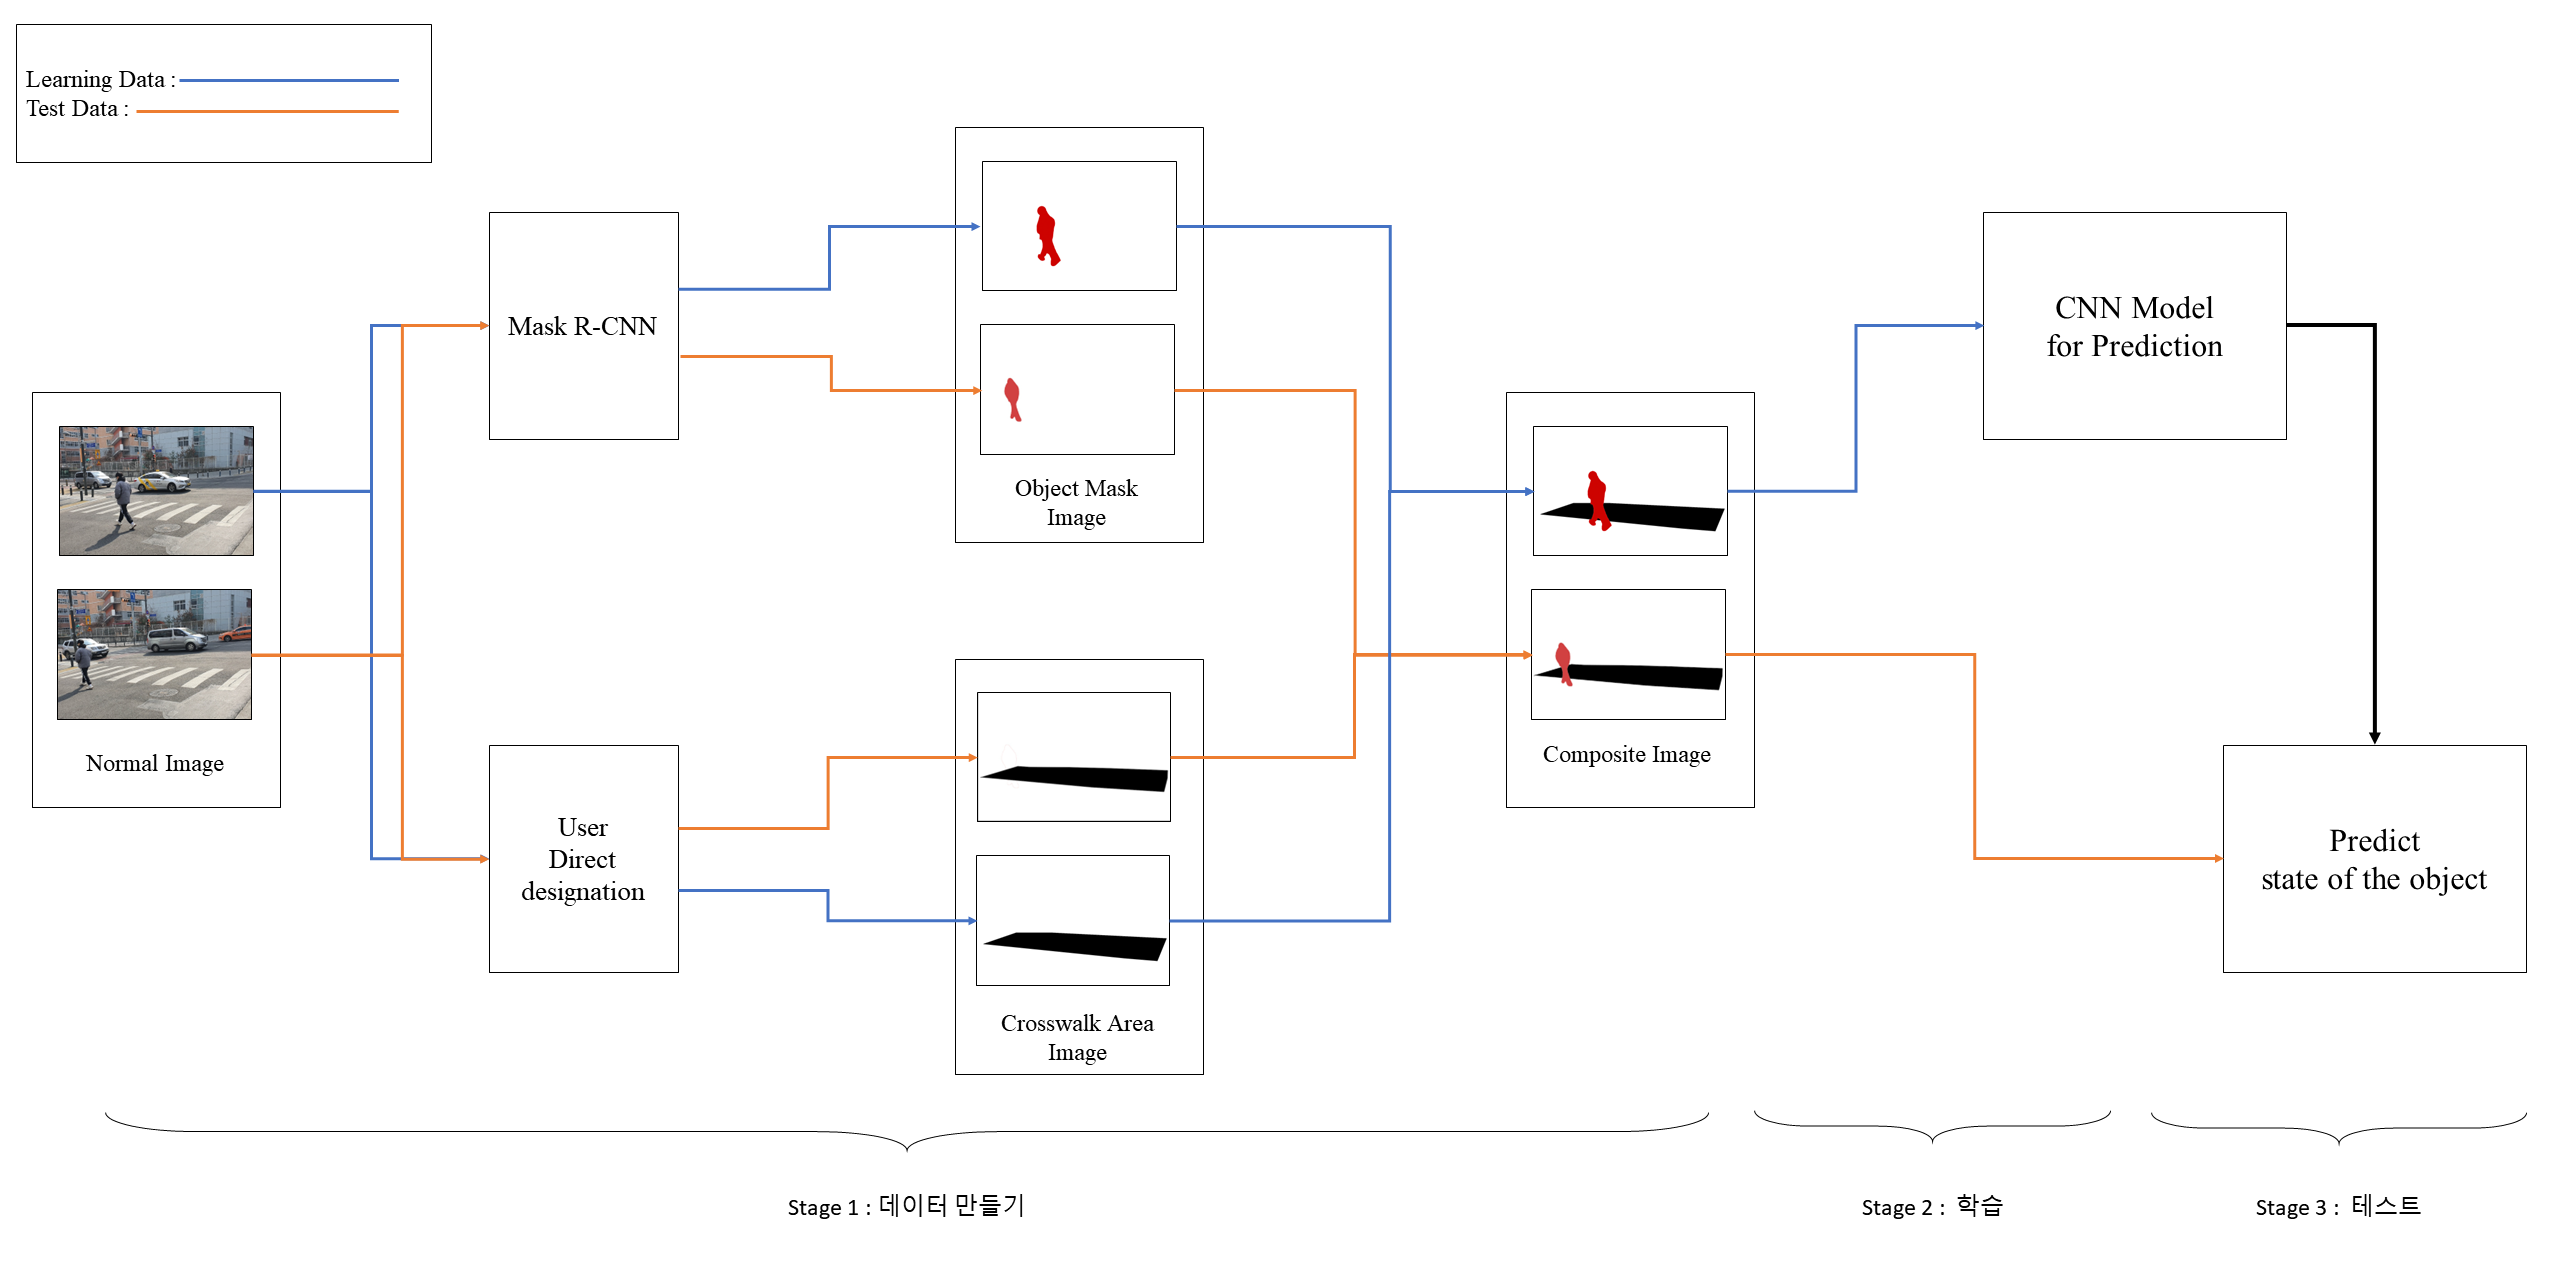 Learning Data :
Test Data :
Mask R-CNN
Object Mask
Image
CNN Model
for Prediction
Normal Image
User
Direct
designation
Crosswalk Area
Image
Composite Image
Predict
state of the object
Stage 1 : 데이터 만들기
Stage 2 : 학습
Stage 3 : 테스트